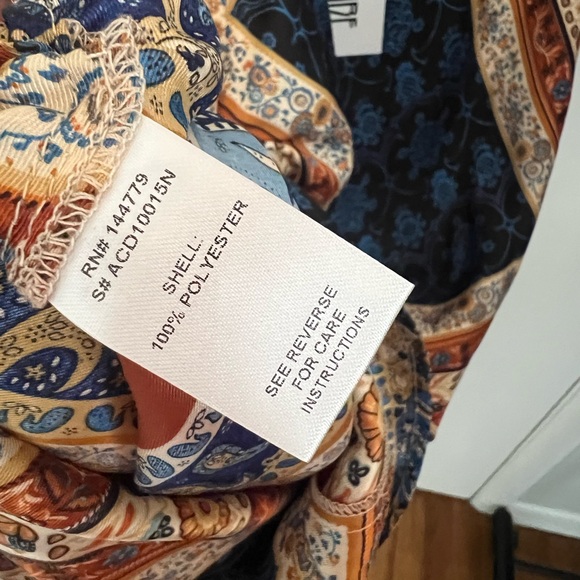 RN# 144779
S# ACD10015N
SHELL:
100% POLYESTER
SEE REVERSE
FOR CARE
INSTRUCTIONS